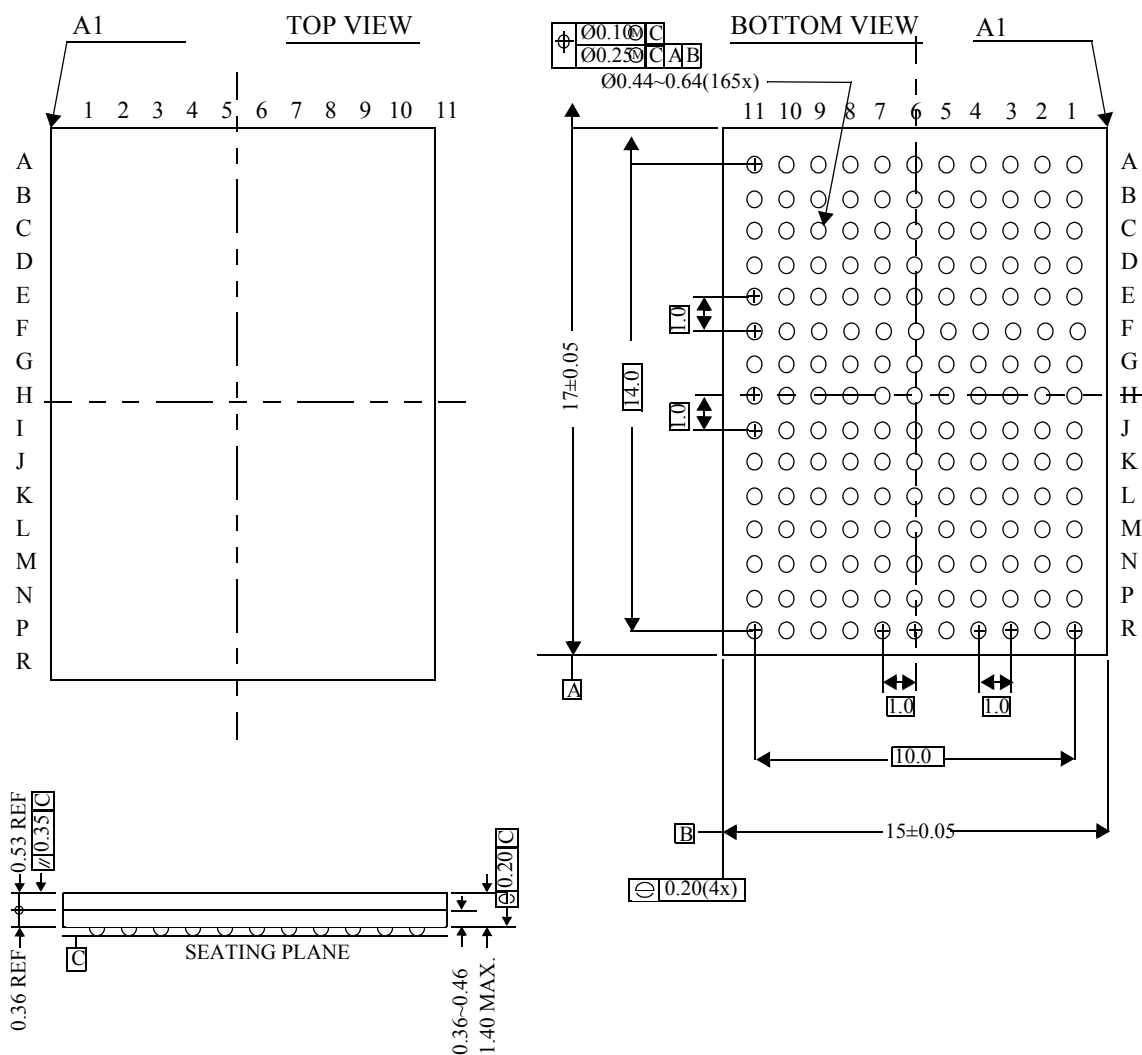 A1
TOP VIEW
1 2 3 4 5 6 7 8 9 10 11
A
B
C
D
E
F
G
H
I
J
K
L
M
N
P
R
Ø0.10Ⓜ C
Ø0.25Ⓜ C A B
BOTTOM VIEW
A1
Ø0.44~0.64(165x)
11 10 9 8 7 6 5 4 3 2 1
A
B
C
D
E
F
G
H
J
K
L
M
N
P
R
1.0
1.0
17±0.05
14.0
A
1.0
1.0
10.0
B
15±0.05
0.20(4x)
0.53 REF
// 0.35 C
0.20 C
C
SEATING PLANE
0.36 REF
0.36~0.46
1.40 MAX.